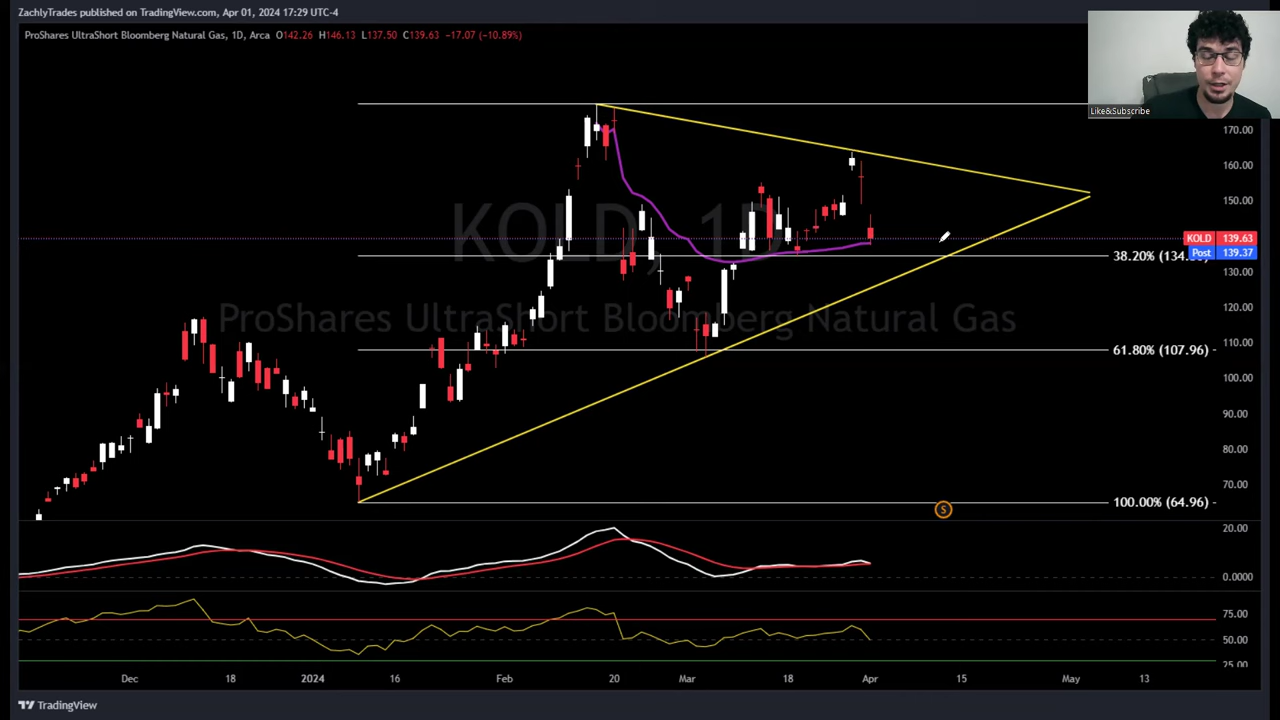 ZachlyTrades published on TradingView.com, Apr 01, 2024 17:29 UTC-4
ProShares UltraShort Bloomberg Natural Gas, 1D, Arca O142.26 H146.13 L137.50 C139.63 −17.07 (−10.89%)
Like&Subscribe
170.00
160.00
150.00
KOLD, 1D
KOLD 139.63
Post 139.37
38.20% (134.
130.00
120.00
ProShares UltraShort Bloomberg Natural Gas
110.00
61.80% (107.96)
100.00
90.00
80.00
70.00
100.00% (64.96)
S
20.00
0.0000
75.00
50.00
25.00
Dec 18 2024 16 Feb 20 Mar 18 Apr 15 May 13
TradingView